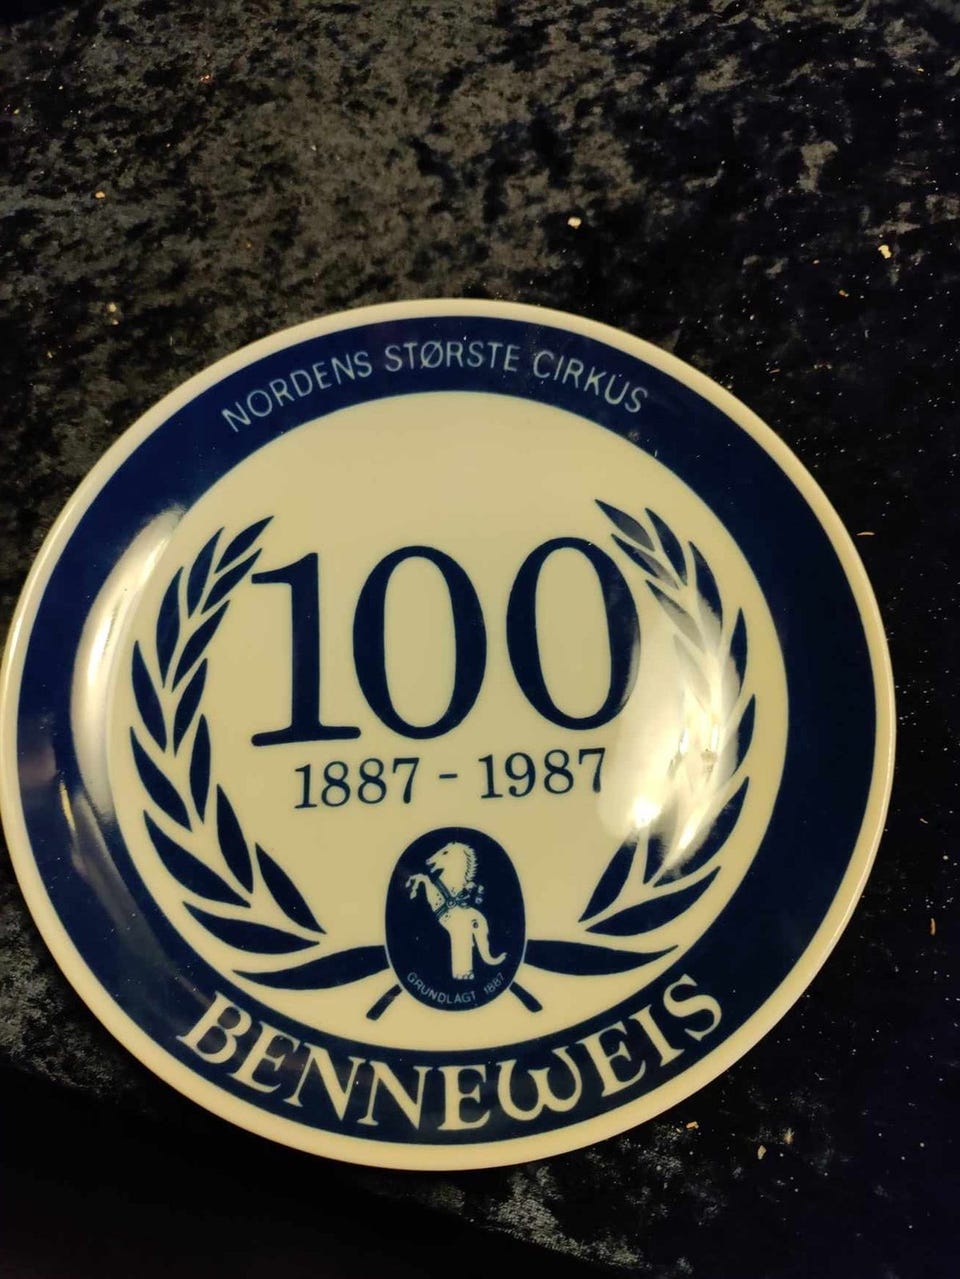 NORDENS STØRSTE CIRKUS
100
1887 - 1987
GRUNDLAGT 1887
BENNEWEIS